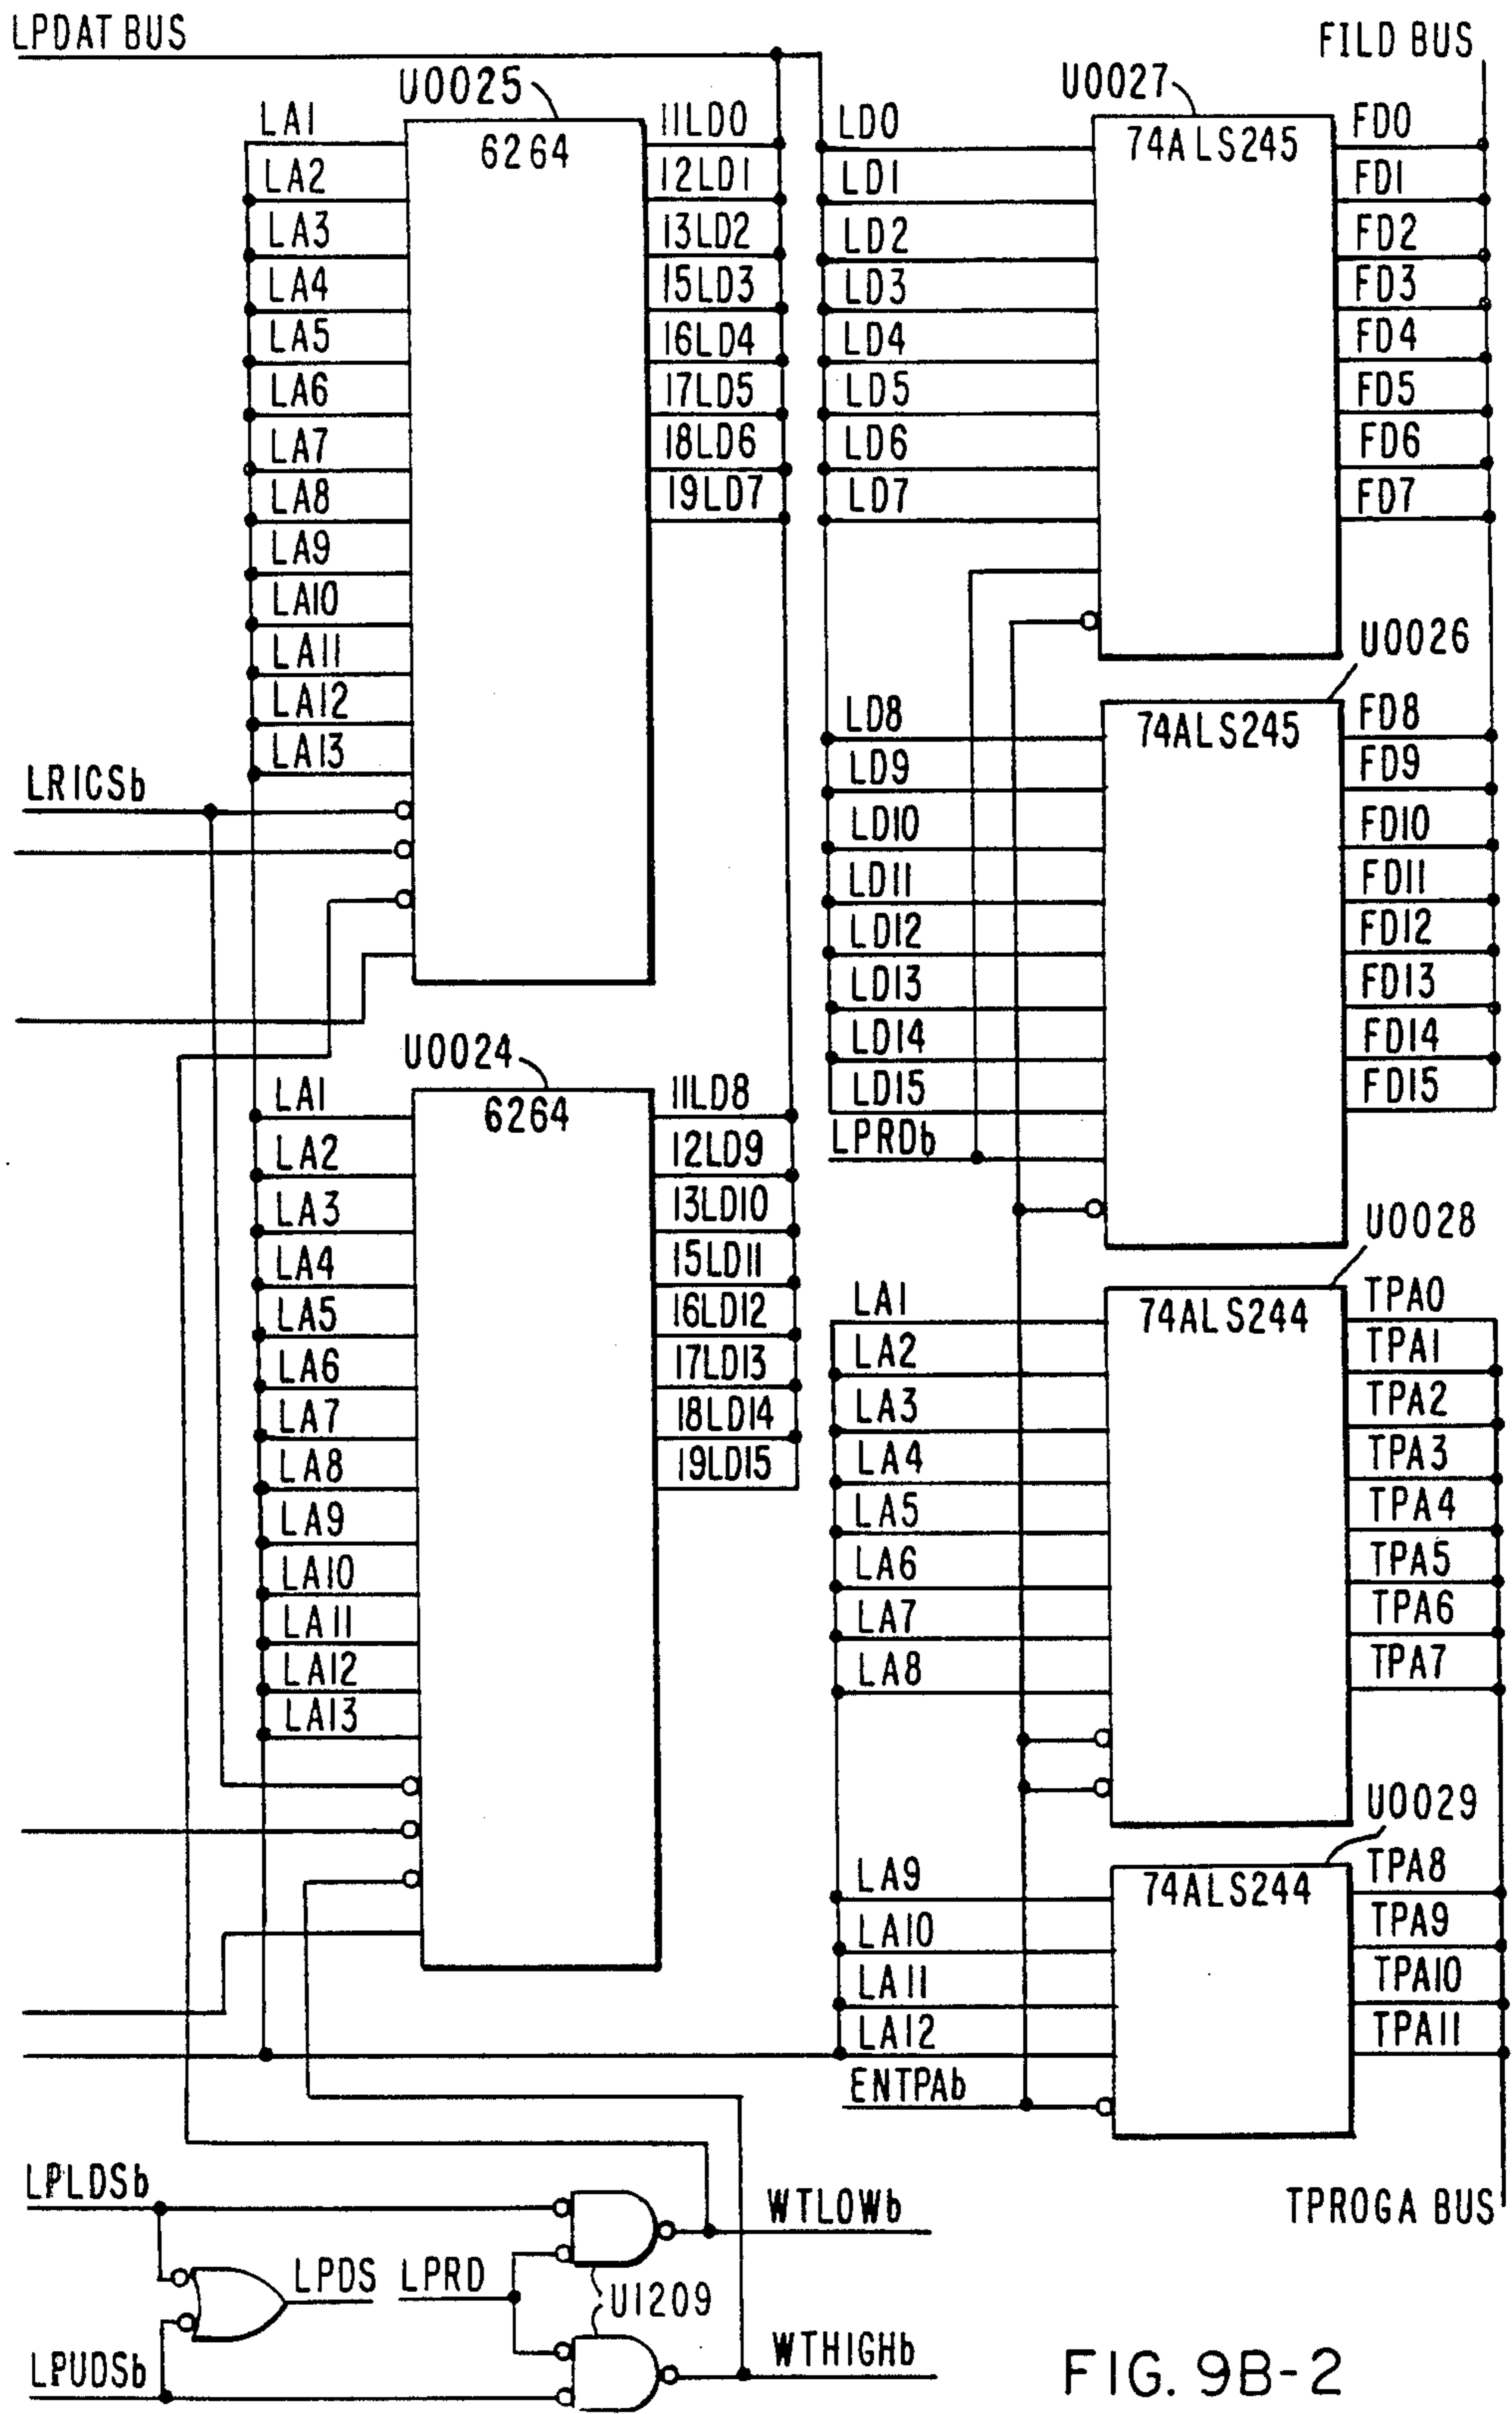 LPDAT BUS
U0025
6264
LA1
LA2
LA3
LA4
LA5
LA6
LA7
LA8
LA9
LA10
LA11
LA12
LA13
LRICSb
11LD0
12LD1
13LD2
15LD3
16LD4
17LD5
18LD6
19LD7
U0024
6264
LA1
LA2
LA3
LA4
LA5
LA6
LA7
LA8
LA9
LA10
LA11
LA12
LA13
11LD8
12LD9
13LD10
15LD11
16LD12
17LD13
18LD14
19LD15
FILD BUS
U0027
74ALS245
LD0
LD1
LD2
LD3
LD4
LD5
LD6
LD7
FD0
FD1
FD2
FD3
FD4
FD5
FD6
FD7
U0026
74ALS245
LD8
LD9
LD10
LD11
LD12
LD13
LD14
LD15
LPRDb
FD8
FD9
FD10
FD11
FD12
FD13
FD14
FD15
U0028
74ALS244
LA1
LA2
LA3
LA4
LA5
LA6
LA7
LA8
TPA0
TPA1
TPA2
TPA3
TPA4
TPA5
TPA6
TPA7
U0029
74ALS244
LA9
LA10
LA11
LA12
ENTPAb
TPA8
TPA9
TPA10
TPA11
TPROGA BUS
LPLDSb
LPDS
LPRD
LPUDSb
U1209
WTLOWb
WTHIGHb
FIG. 9B-2